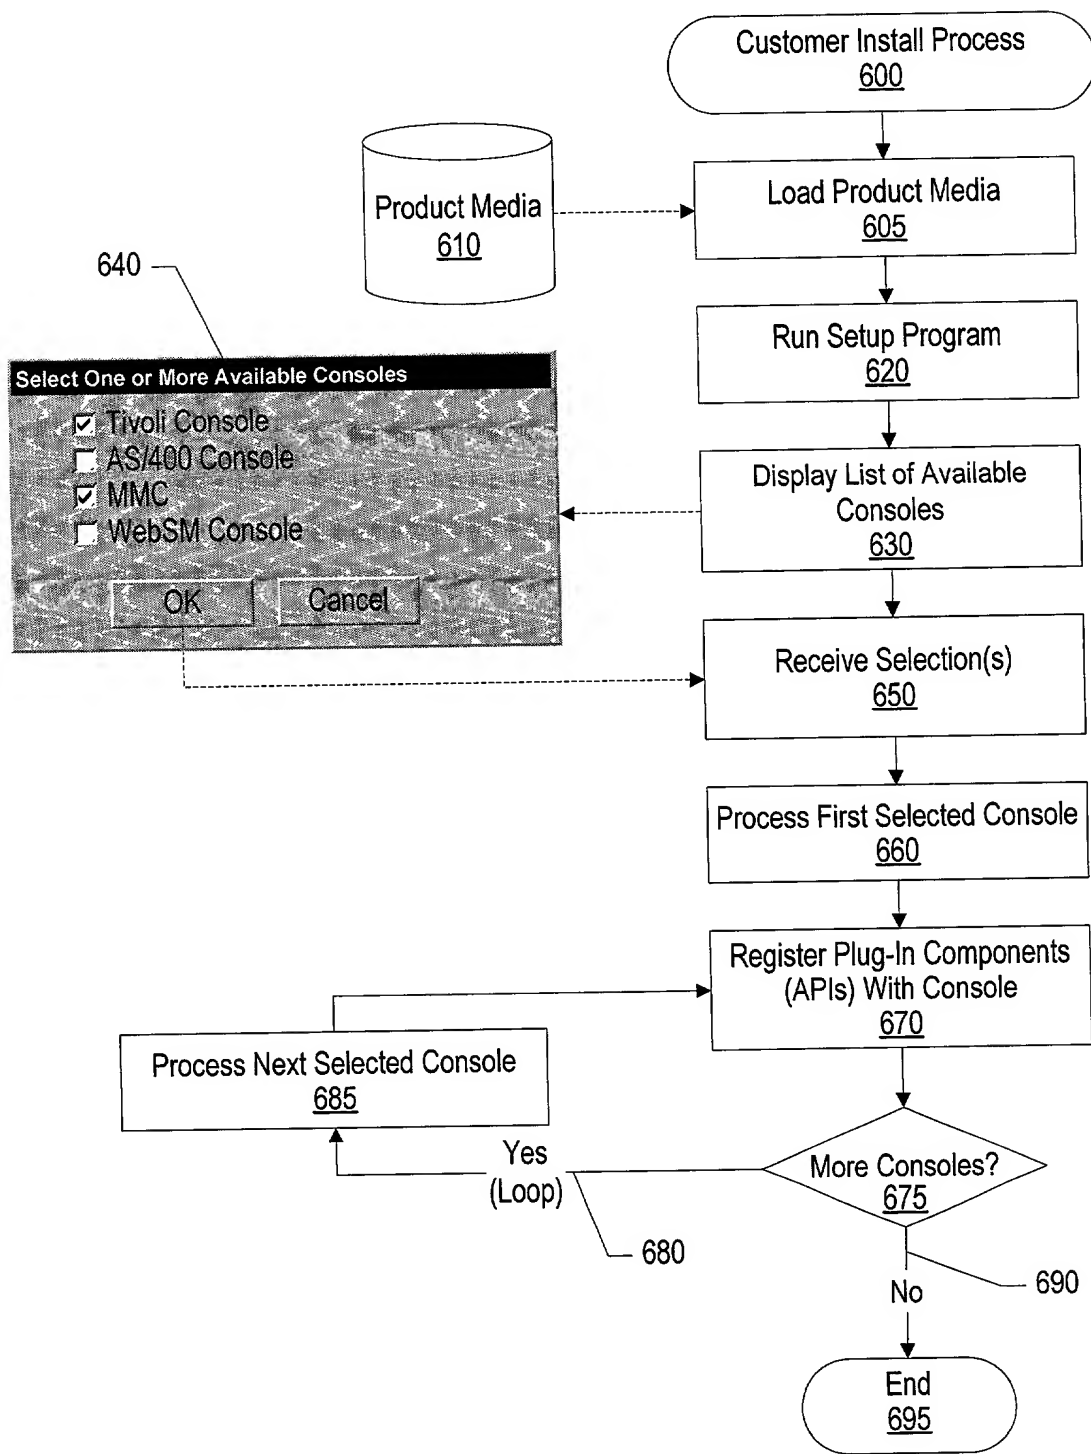 Customer Install Process
600
Product Media
610
Load Product Media
605
640
Run Setup Program
620
Select One or More Available Consoles
Tivoli Console
AS/400 Console
MMC
WebSM Console
OK
Cancel
Display List of Available
Consoles
630
Receive Selection(s)
650
Process First Selected Console
660
Register Plug-In Components
(APIs) With Console
670
Process Next Selected Console
685
Yes
(Loop)
More Consoles?
675
680
690
No
End
695